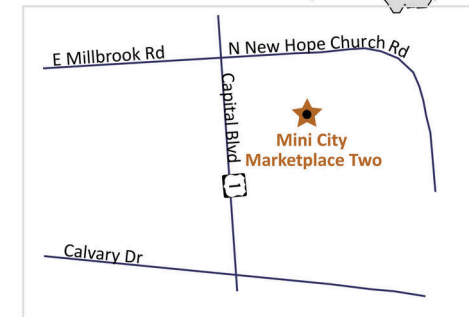 E Millbrook Rd
N New Hope Church Rd
Capital Blvd
1
Mini City
Marketplace Two
Calvary Dr